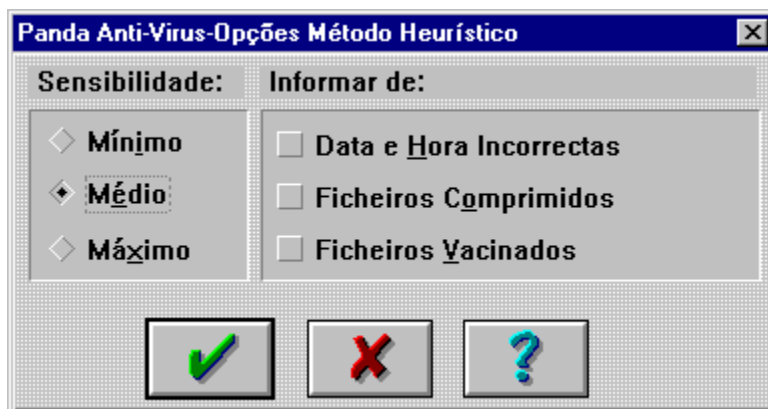 Panda Anti-Virus-Opções Método Heurístico
Sensibilidade:
Mínimo
Médio
Máximo
Informar de:
Data e Hora Incorrectas
Ficheiros Comprimidos
Ficheiros Vacinados